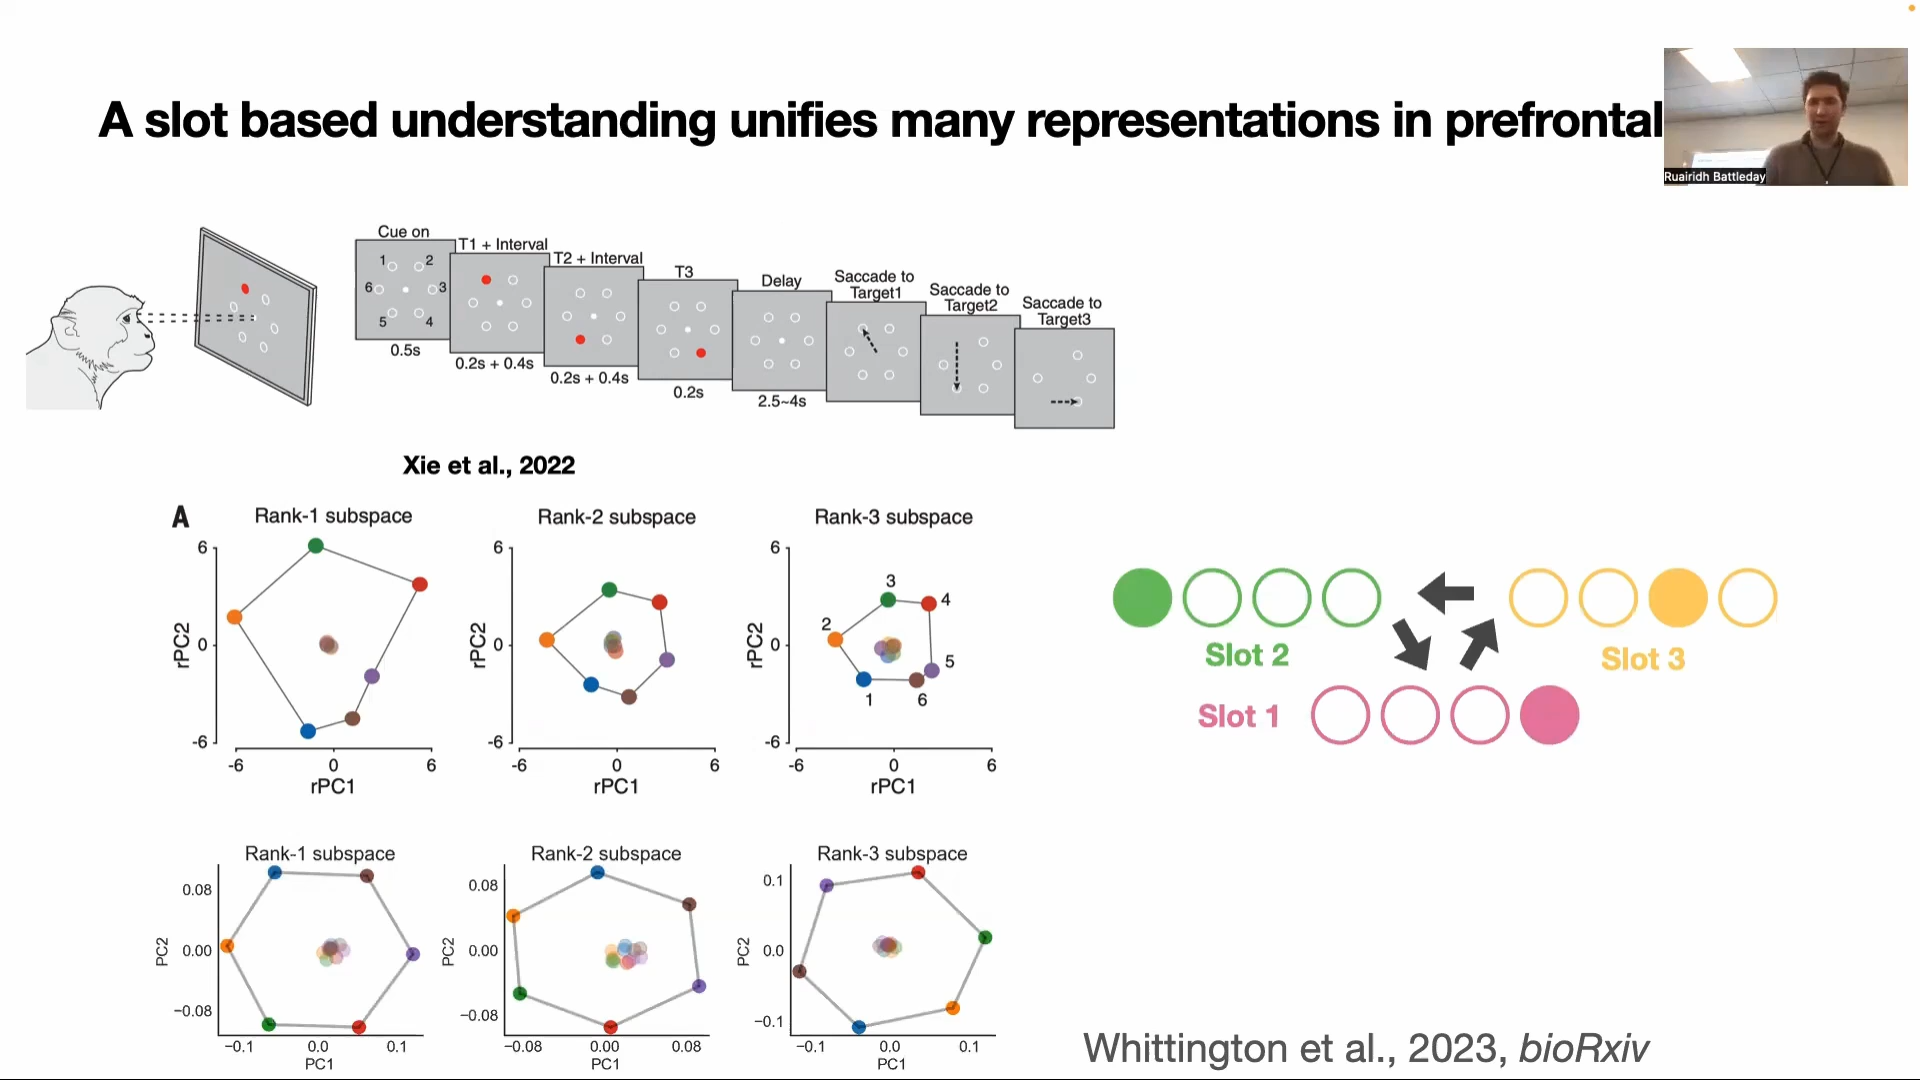 A slot based understanding unifies many representations in prefrontal
Ruairidh Battleday
Cue on
1 2
6 3
5 4
0.5s
T1 + Interval
0.2s + 0.4s
T2 + Interval
0.2s + 0.4s
T3
0.2s
Delay
2.5~4s
Saccade to
Target1
Saccade to
Target2
Saccade to
Target3
Xie et al., 2022
A
Rank-1 subspace
6
0
-6
rPC2
-6 0 6
rPC1
Rank-2 subspace
6
0
-6
rPC2
-6 0 6
rPC1
Rank-3 subspace
6
0
-6
rPC2
3
4
2
5
1
6
-6 0 6
rPC1
Slot 2
Slot 3
Slot 1
Rank-1 subspace
0.08
0.00
−0.08
PC2
−0.1 0.0 0.1
PC1
Rank-2 subspace
0.08
0.00
−0.08
PC2
−0.08 0.00 0.08
PC1
Rank-3 subspace
0.1
0.0
−0.1
PC2
−0.1 0.0 0.1
PC1
Whittington et al., 2023, bioRxiv